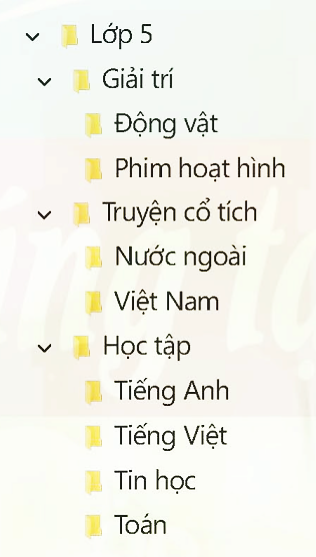 Lớp 5
Giải trí
Động vật
Phim hoạt hình
Truyện cổ tích
Nước ngoài
Việt Nam
Học tập
Tiếng Anh
Tiếng Việt
Tin học
Toán